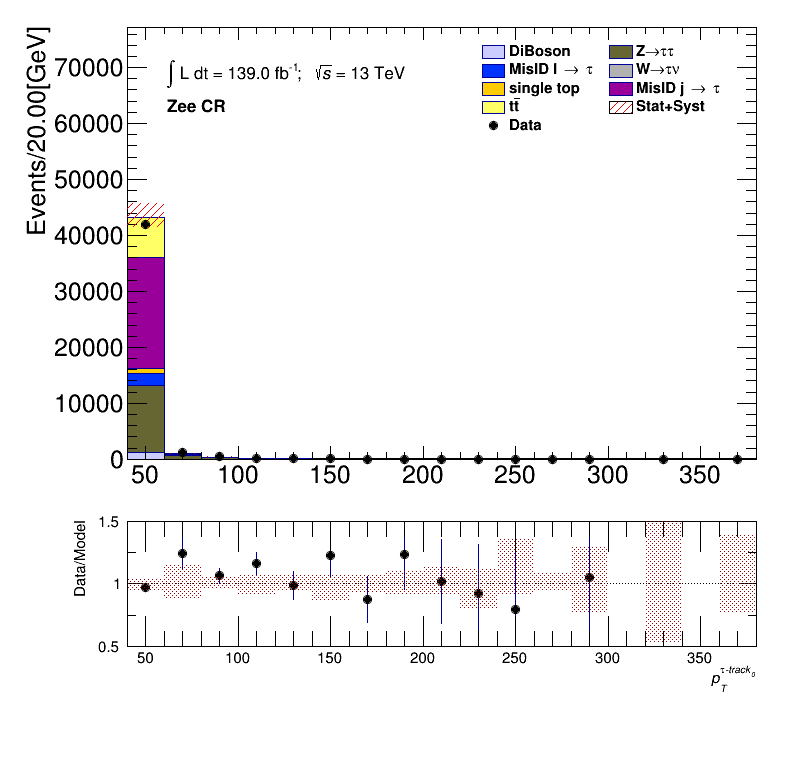 Events/20.00[GeV]
70000
60000
50000
40000
30000
20000
10000
0
∫ L dt = 139.0 fb⁻¹; √s = 13 TeV
Zee CR
DiBoson Z→ττ
MisID l → τ W→τν
single top MisID j → τ
tt̄ Stat+Syst
Data
50 100 150 200 250 300 350
Data/Model
1.5
1
0.5
50 100 150 200 250 300 350
p_T^τ-track₀